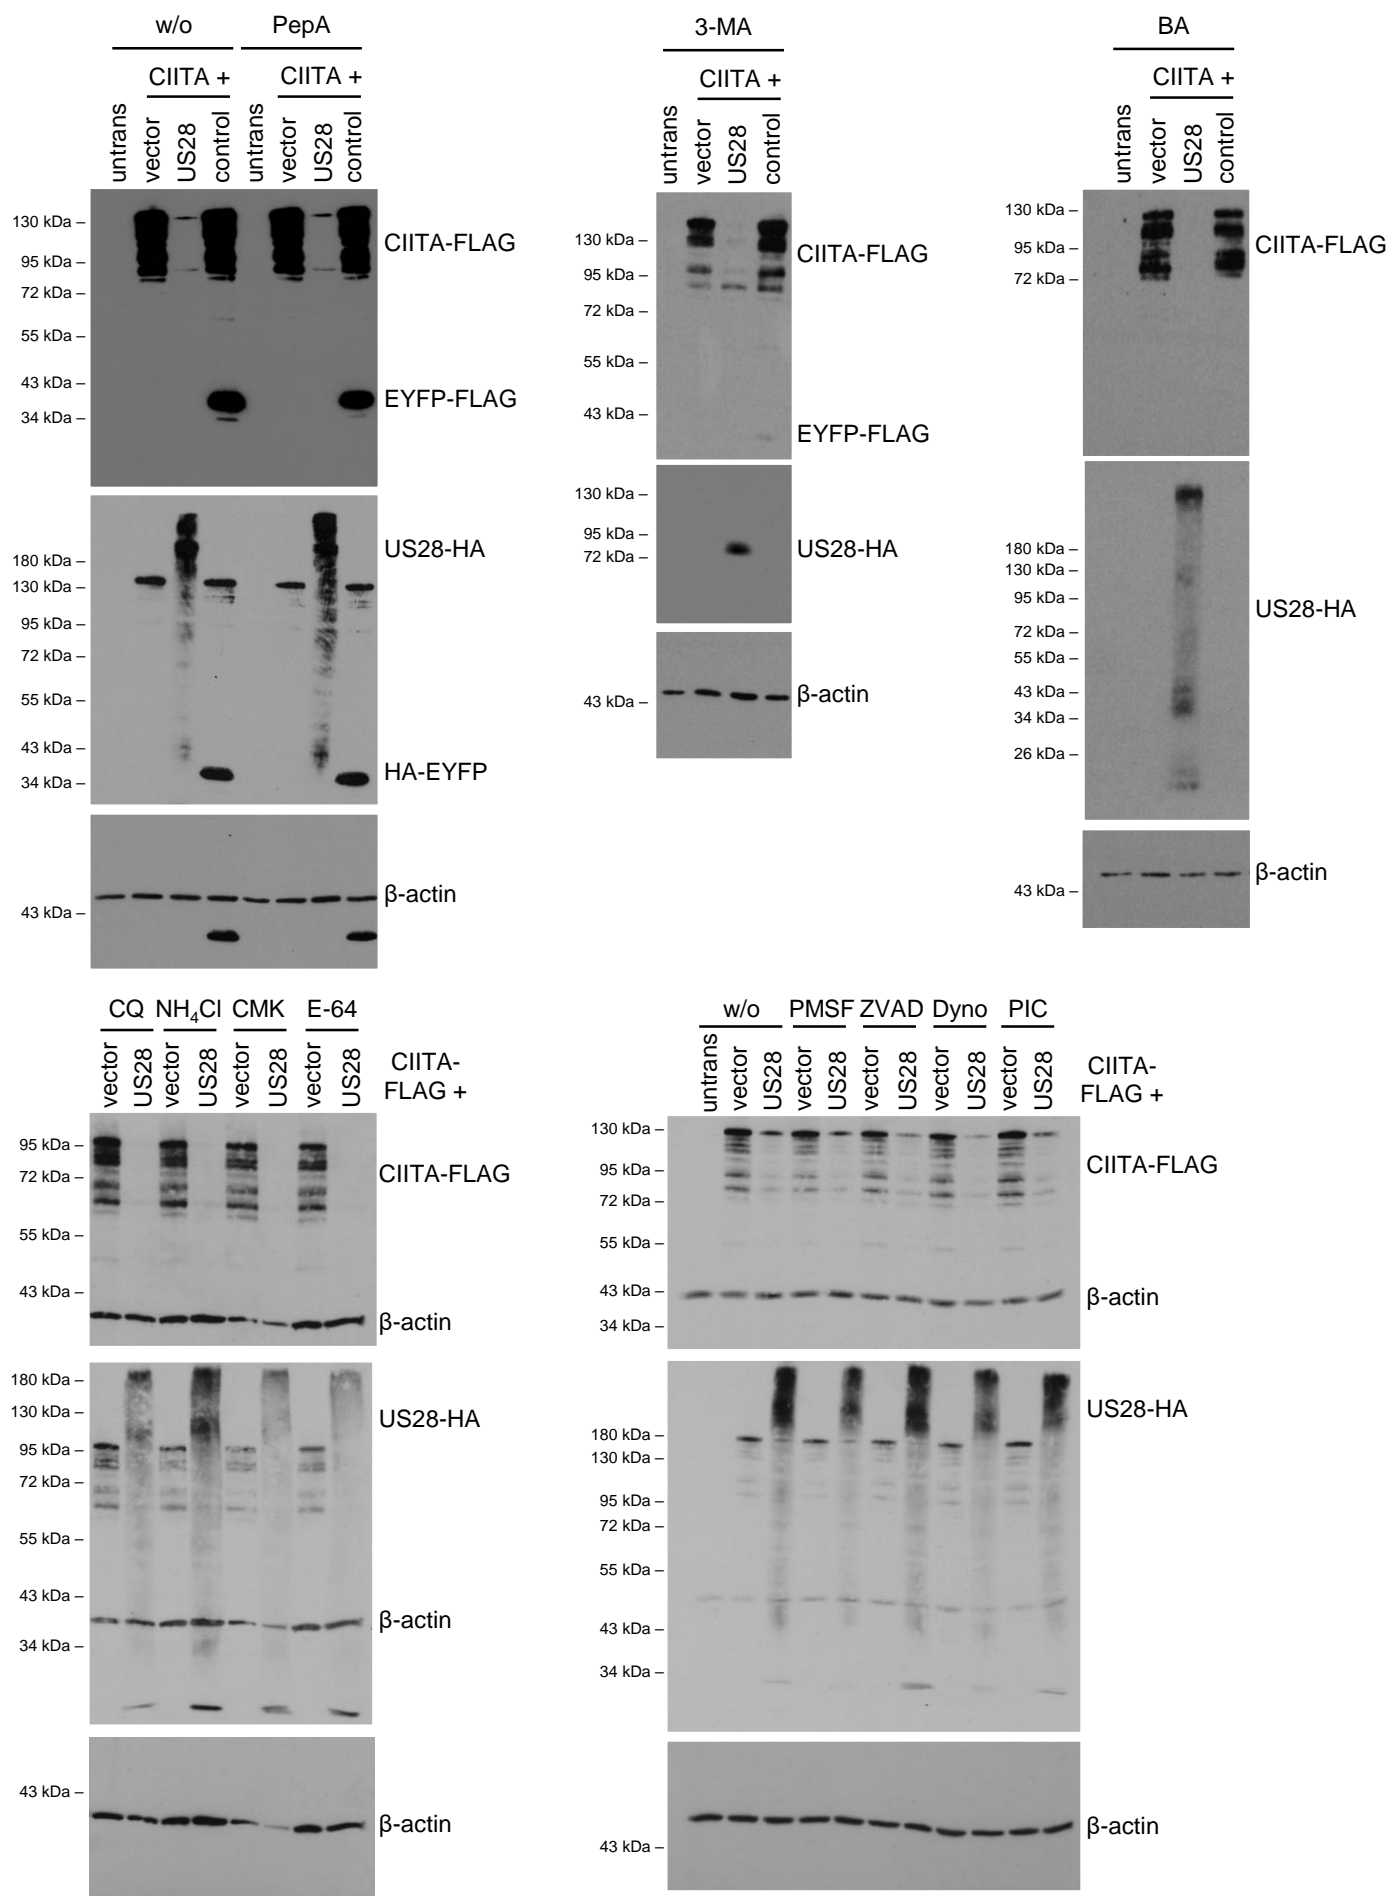 w/o PepA
CIITA + CIITA +
untrans vector US28 control untrans vector US28 control
130 kDa –
95 kDa –
72 kDa –
55 kDa –
43 kDa –
34 kDa –
CIITA-FLAG
EYFP-FLAG
180 kDa –
130 kDa –
95 kDa –
72 kDa –
55 kDa –
43 kDa –
34 kDa –
US28-HA
HA-EYFP
43 kDa –
β-actin
3-MA
CIITA +
untrans vector US28 control
130 kDa –
95 kDa –
72 kDa –
55 kDa –
43 kDa –
CIITA-FLAG
EYFP-FLAG
130 kDa –
95 kDa –
72 kDa –
US28-HA
43 kDa –
β-actin
BA
CIITA +
untrans vector US28 control
130 kDa –
95 kDa –
72 kDa –
CIITA-FLAG
180 kDa –
130 kDa –
95 kDa –
72 kDa –
55 kDa –
43 kDa –
34 kDa –
26 kDa –
US28-HA
43 kDa –
β-actin
CQ NH₄Cl CMK E-64
vector US28 vector US28 vector US28 vector US28
CIITA-
FLAG +
95 kDa –
72 kDa –
55 kDa –
43 kDa –
CIITA-FLAG
β-actin
180 kDa –
130 kDa –
95 kDa –
72 kDa –
55 kDa –
43 kDa –
34 kDa –
US28-HA
β-actin
43 kDa –
β-actin
w/o PMSF ZVAD Dyno PIC
untrans vector US28 vector US28 vector US28 vector US28 vector US28
CIITA-
FLAG +
130 kDa –
95 kDa –
72 kDa –
55 kDa –
43 kDa –
34 kDa –
CIITA-FLAG
β-actin
180 kDa –
130 kDa –
95 kDa –
72 kDa –
55 kDa –
43 kDa –
34 kDa –
US28-HA
43 kDa –
β-actin